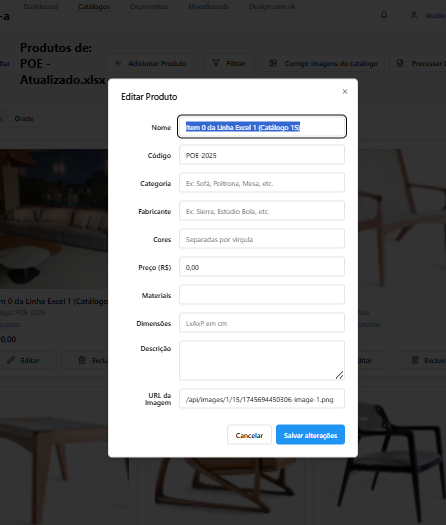 -a
Dashboard
Catálogos
Orçamentos
Moodboards
Design com IA
studio
Produtos de:
POE -
Atualizado.xlsx
Adicionar Produto
Filtrar
Corrigir imagens do catálogo
Processar
Grade
Editar Produto
×
Nome
Item 0 da Linha Excel 1 (Catálogo 15)
Código
POE-2025
Categoria
Ex: Sofá, Poltrona, Mesa, etc.
Fabricante
Ex: Sierra, Estúdio Bola, etc.
Cores
Separadas por vírgula
Preço (R$)
0,00
Materiais
Dimensões
LxAxP em cm
Descrição
URL da
Imagem
/api/images/1/15/1745694450306-image-1.png
Cancelar
Salvar alterações
m 0 da Linha Excel 1 (Catálogo
digo: POE-2025
0,00
Editar
Exclu
ditar
Excluir